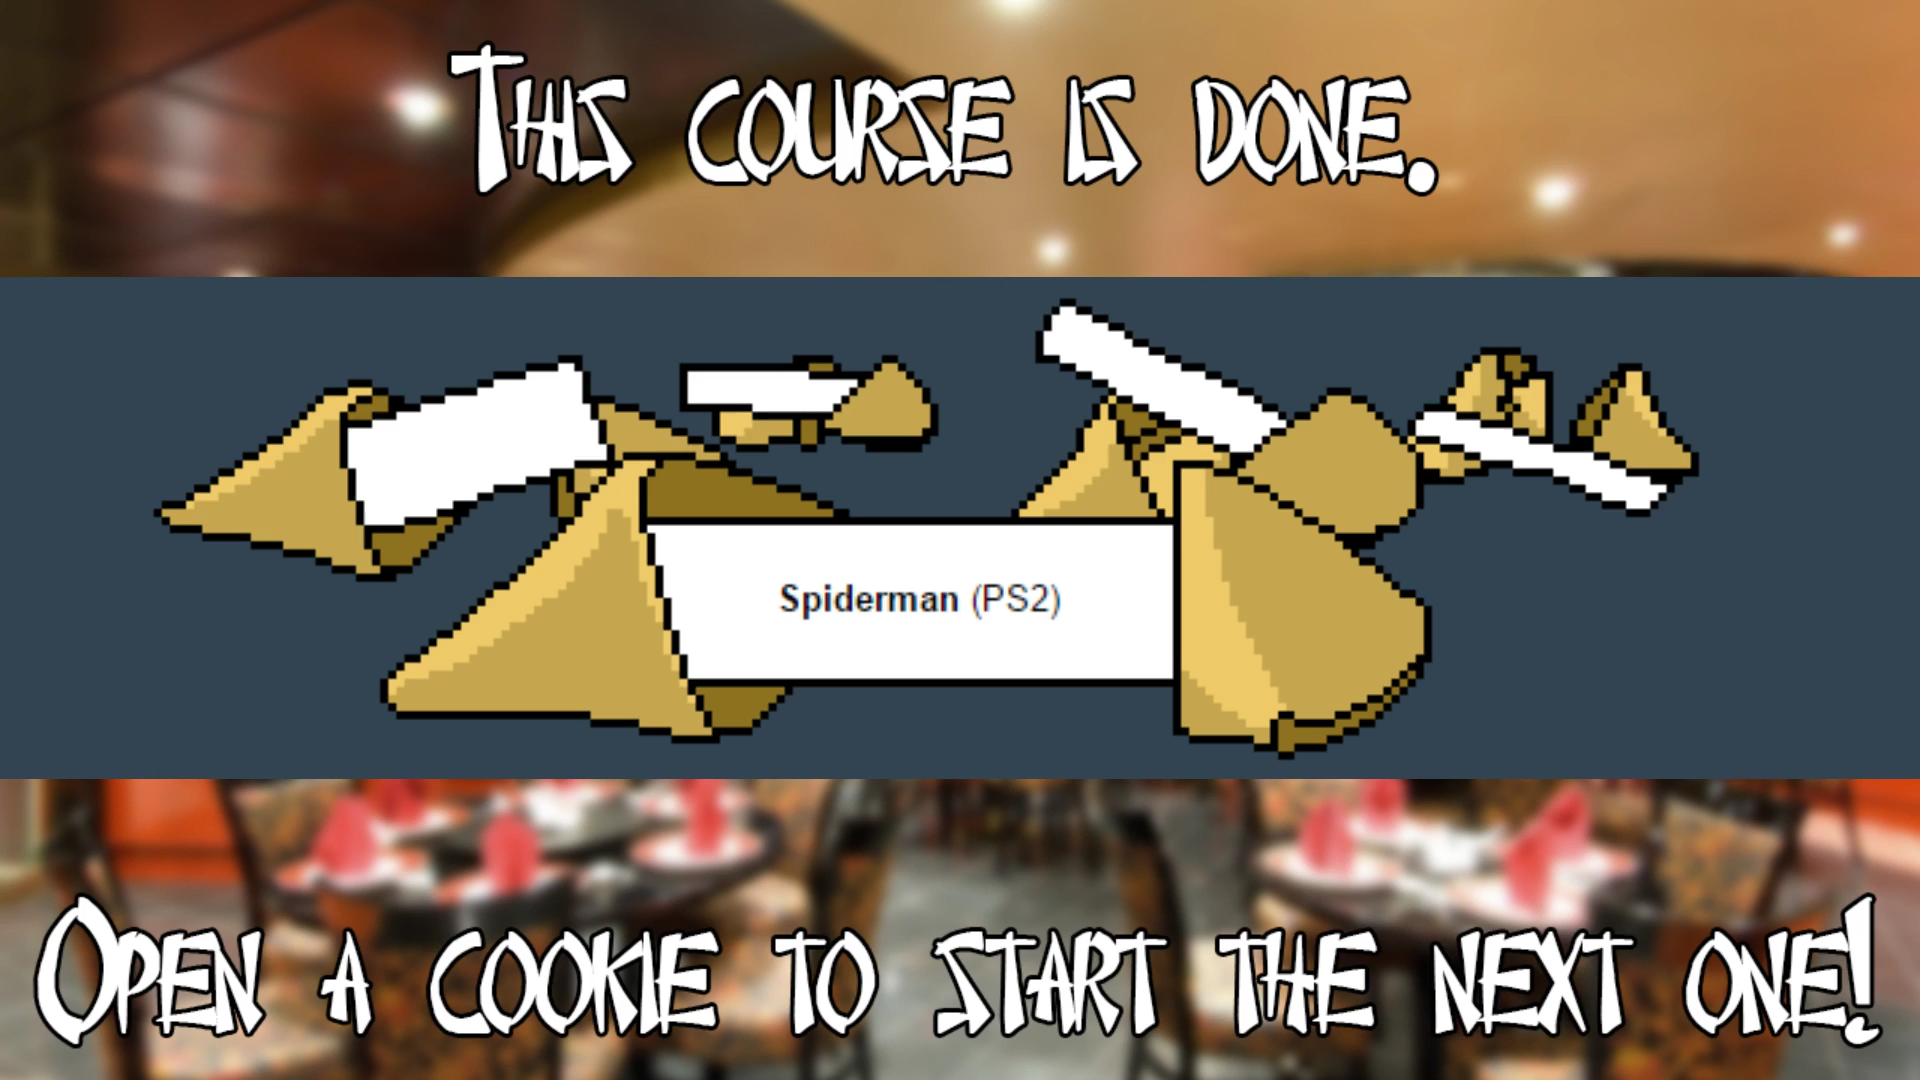 This course is done.
Spiderman (PS2)
Open a cookie to start the next one!